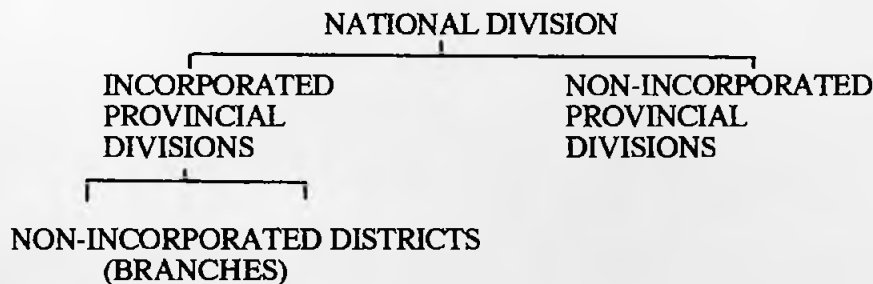 NATIONAL DIVISION
INCORPORATED
PROVINCIAL
DIVISIONS
NON-INCORPORATED
PROVINCIAL
DIVISIONS
NON-INCORPORATED DISTRICTS
(BRANCHES)